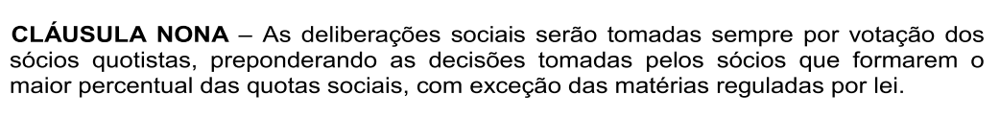 CLÁUSULA NONA – As deliberações sociais serão tomadas sempre por votação dos
sócios quotistas, preponderando as decisões tomadas pelos sócios que formarem o
maior percentual das quotas sociais, com exceção das matérias reguladas por lei.